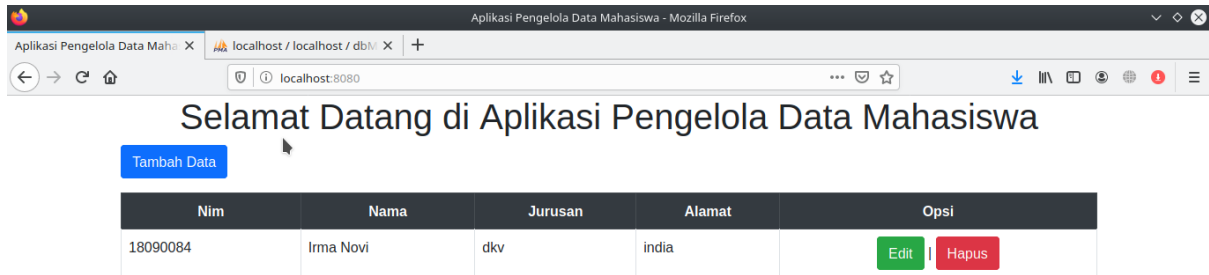 Aplikasi Pengelola Data Mahasiswa - Mozilla Firefox
Aplikasi Pengelola Data Maha localhost / localhost / dbM
localhost:8080
Selamat Datang di Aplikasi Pengelola Data Mahasiswa
Tambah Data
Nim Nama Jurusan Alamat Opsi
18090084 Irma Novi dkv india Edit | Hapus